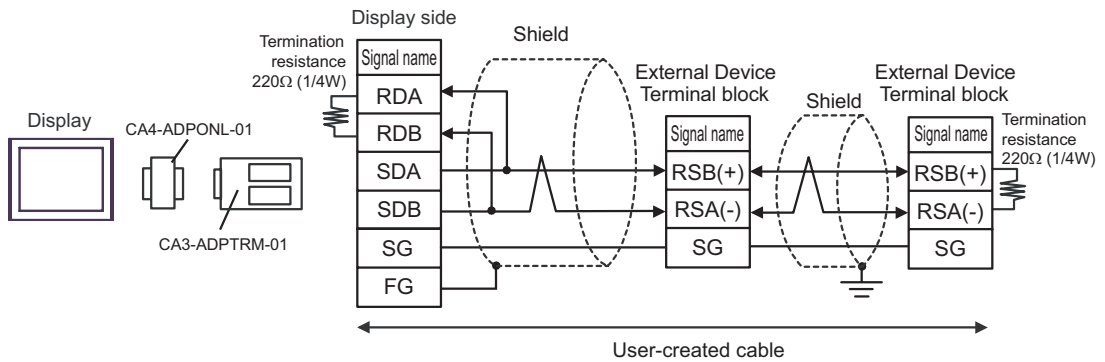 Display side
Shield
Termination
resistance
220Ω (1/4W)
Signal name
RDA
RDB
SDA
SDB
SG
FG
Display
CA4-ADPONL-01
CA3-ADPTRM-01
External Device
Terminal block
Signal name
RSB(+)
RSA(-)
SG
Shield
External Device
Terminal block
Signal name
RSB(+)
RSA(-)
SG
Termination
resistance
220Ω (1/4W)
User-created cable